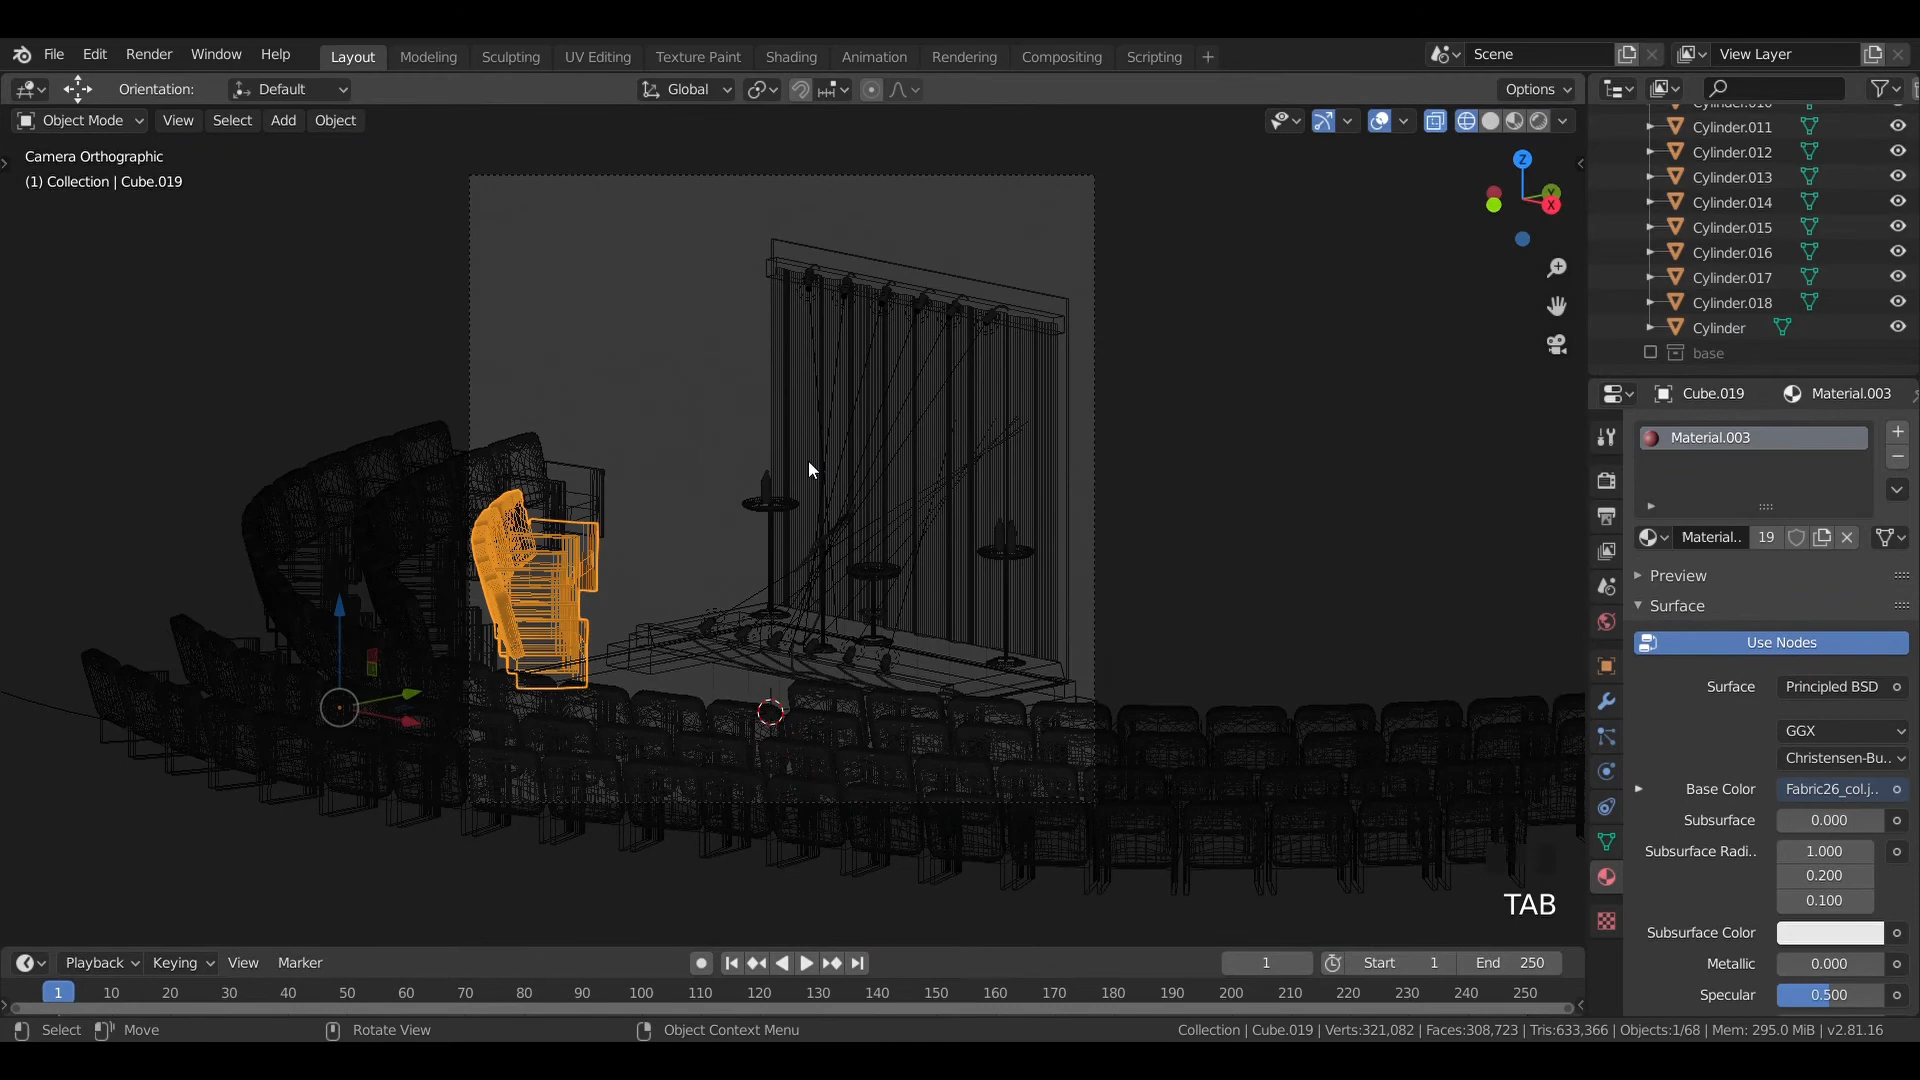 File Edit Render Window Help Layout Modeling Sculpting UV Editing Texture Paint Shading Animation Rendering Compositing Scripting + Scene View Layer
Orientation: Default Global Options
Object Mode View Select Add Object
Camera Orthographic
(1) Collection | Cube.019
Z
Y
X
Cylinder.011
Cylinder.012
Cylinder.013
Cylinder.014
Cylinder.015
Cylinder.016
Cylinder.017
Cylinder.018
Cylinder
base
Cube.019 Material.003
Material.003
Material.. 19
Preview
Surface
Use Nodes
Surface Principled BSD
GGX
Christensen-Bu..
Base Color Fabric26_col.j..
Subsurface 0.000
Subsurface Radi.. 1.000
0.200
0.100
Subsurface Color
Metallic 0.000
Specular 0.500
TAB
Playback Keying View Marker 1 Start 1 End 250
1 10 20 30 40 50 60 70 80 90 100 110 120 130 140 150 160 170 180 190 200 210 220 230 240 250
Select Move Rotate View Object Context Menu Collection | Cube.019 | Verts:321,082 | Faces:308,723 | Tris:633,366 | Objects:1/68 | Mem: 295.0 MiB | v2.81.16